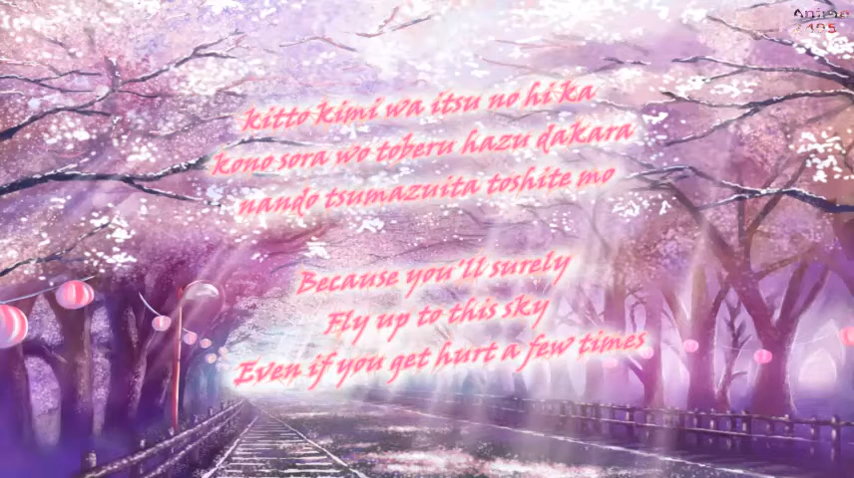 Anime
kitto kimi wa itsu no hi ka
kono sora wo toberu hazu dakara
nando tsumazuita toshite mo
Because you'll surely
Fly up to this sky
Even if you get hurt a few times